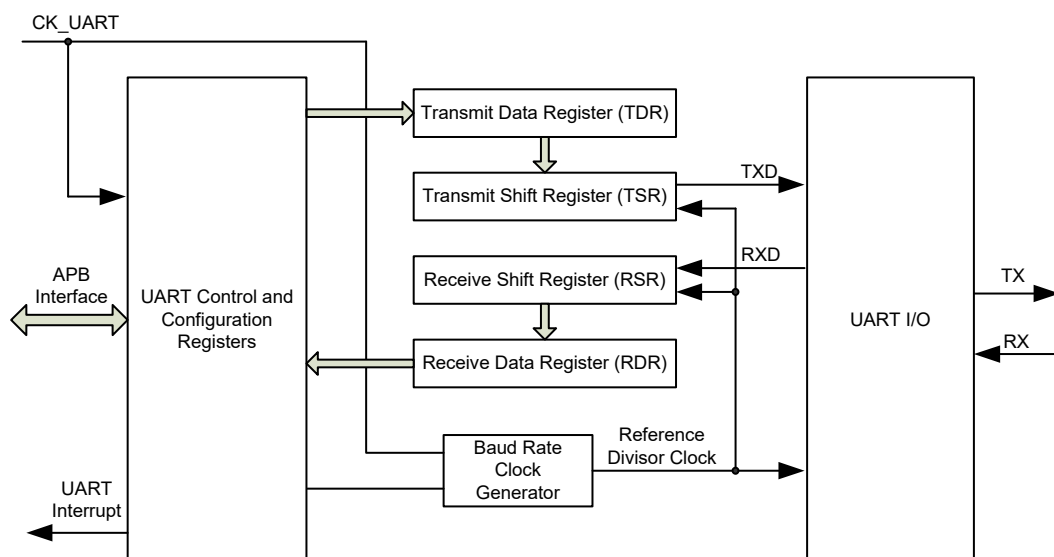 CK_UART
Transmit Data Register (TDR)
Transmit Shift Register (TSR)
TXD
Receive Shift Register (RSR)
RXD
Receive Data Register (RDR)
APB
Interface
UART Control and
Configuration
Registers
UART I/O
TX
RX
Baud Rate
Clock
Generator
Reference
Divisor Clock
UART
Interrupt